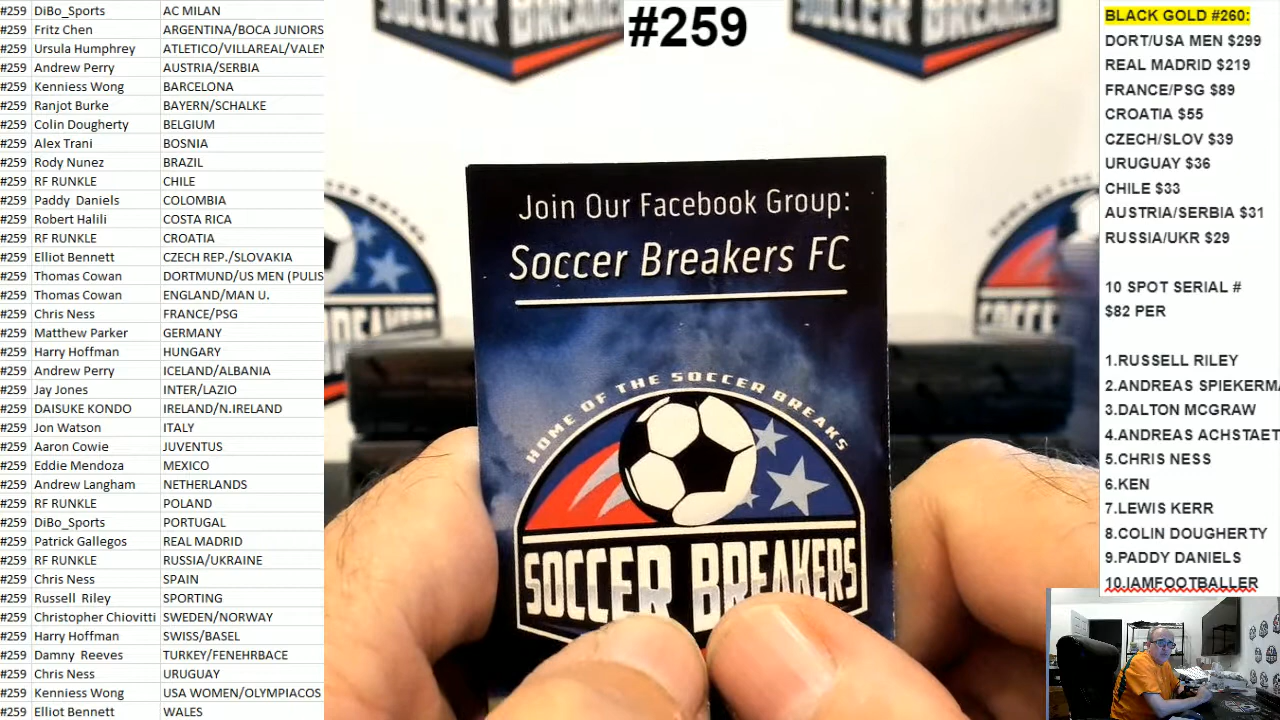 #259 DiBo_Sports AC MILAN
#259 Fritz Chen ARGENTINA/BOCA JUNIORS
#259 Ursula Humphrey ATLETICO/VILLAREAL/VALEN
#259 Andrew Perry AUSTRIA/SERBIA
#259 Kenniess Wong BARCELONA
#259 Ranjot Burke BAYERN/SCHALKE
#259 Colin Dougherty BELGIUM
#259 Alex Trani BOSNIA
#259 Rody Nunez BRAZIL
#259 RF RUNKLE CHILE
#259 Paddy Daniels COLOMBIA
#259 Robert Halili COSTA RICA
#259 RF RUNKLE CROATIA
#259 Elliot Bennett CZECH REP./SLOVAKIA
#259 Thomas Cowan DORTMUND/US MEN (PULIS
#259 Thomas Cowan ENGLAND/MAN U.
#259 Chris Ness FRANCE/PSG
#259 Matthew Parker GERMANY
#259 Harry Hoffman HUNGARY
#259 Andrew Perry ICELAND/ALBANIA
#259 Jay Jones INTER/LAZIO
#259 DAISUKE KONDO IRELAND/N.IRELAND
#259 Jon Watson ITALY
#259 Aaron Cowie JUVENTUS
#259 Eddie Mendoza MEXICO
#259 Andrew Langham NETHERLANDS
#259 RF RUNKLE POLAND
#259 DiBo_Sports PORTUGAL
#259 Patrick Gallegos REAL MADRID
#259 RF RUNKLE RUSSIA/UKRAINE
#259 Chris Ness SPAIN
#259 Russell Riley SPORTING
#259 Christopher Chiovitti SWEDEN/NORWAY
#259 Harry Hoffman SWISS/BASEL
#259 Damny Reeves TURKEY/FENEHRBACE
#259 Chris Ness URUGUAY
#259 Kenniess Wong USA WOMEN/OLYMPIACOS
#259 Elliot Bennett WALES
#259
SOCCER BREAKERS
Join Our Facebook Group:
Soccer Breakers FC
HOME OF THE SOCCER BREAKS
SOCCER BREAKERS
BLACK GOLD #260:
DORT/USA MEN $299
REAL MADRID $219
FRANCE/PSG $89
CROATIA $55
CZECH/SLOV $39
URUGUAY $36
CHILE $33
AUSTRIA/SERBIA $31
RUSSIA/UKR $29
10 SPOT SERIAL #
$82 PER
1.RUSSELL RILEY
2.ANDREAS SPIEKERMA
3.DALTON MCGRAW
4.ANDREAS ACHSTAET
5.CHRIS NESS
6.KEN
7.LEWIS KERR
8.COLIN DOUGHERTY
9.PADDY DANIELS
10.IAMFOOTBALLER